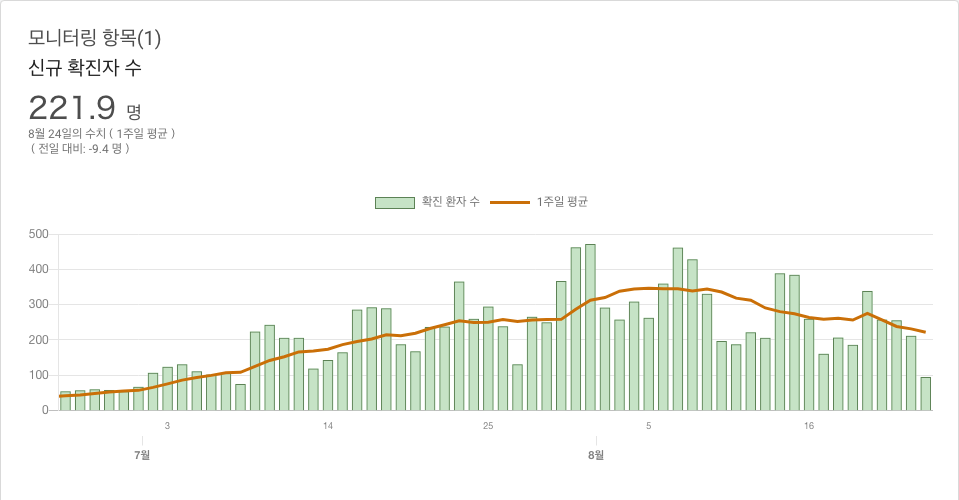 모니터링 항목(1)
신규 확진자 수
221.9 명
8월 24일의 수치 ( 1주일 평균 )
( 전일 대비: -9.4 명 )
확진 환자 수 1주일 평균
500
400
300
200
100
0
3 14 25 5 16
7월 8월